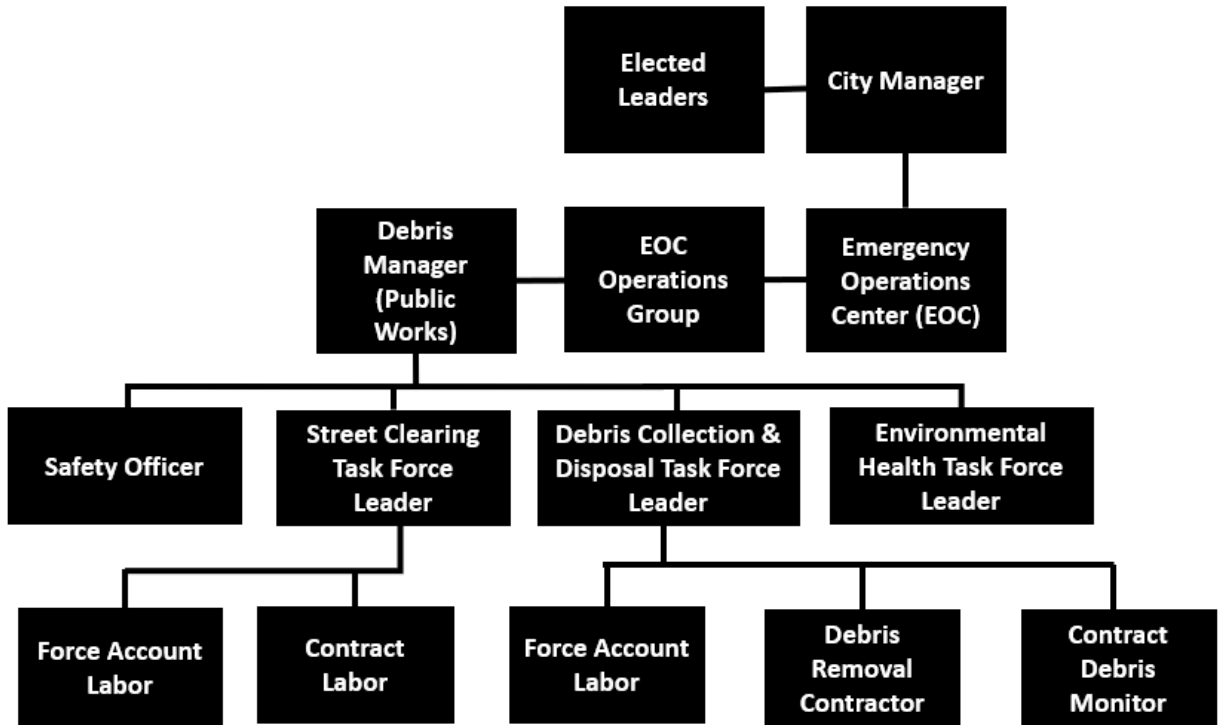 Elected
Leaders
City Manager
Debris
Manager
(Public
Works)
EOC
Operations
Group
Emergency
Operations
Center (EOC)
Safety Officer
Street Clearing
Task Force
Leader
Debris Collection &
Disposal Task Force
Leader
Environmental
Health Task Force
Leader
Force Account
Labor
Contract
Labor
Force Account
Labor
Debris
Removal
Contractor
Contract
Debris
Monitor